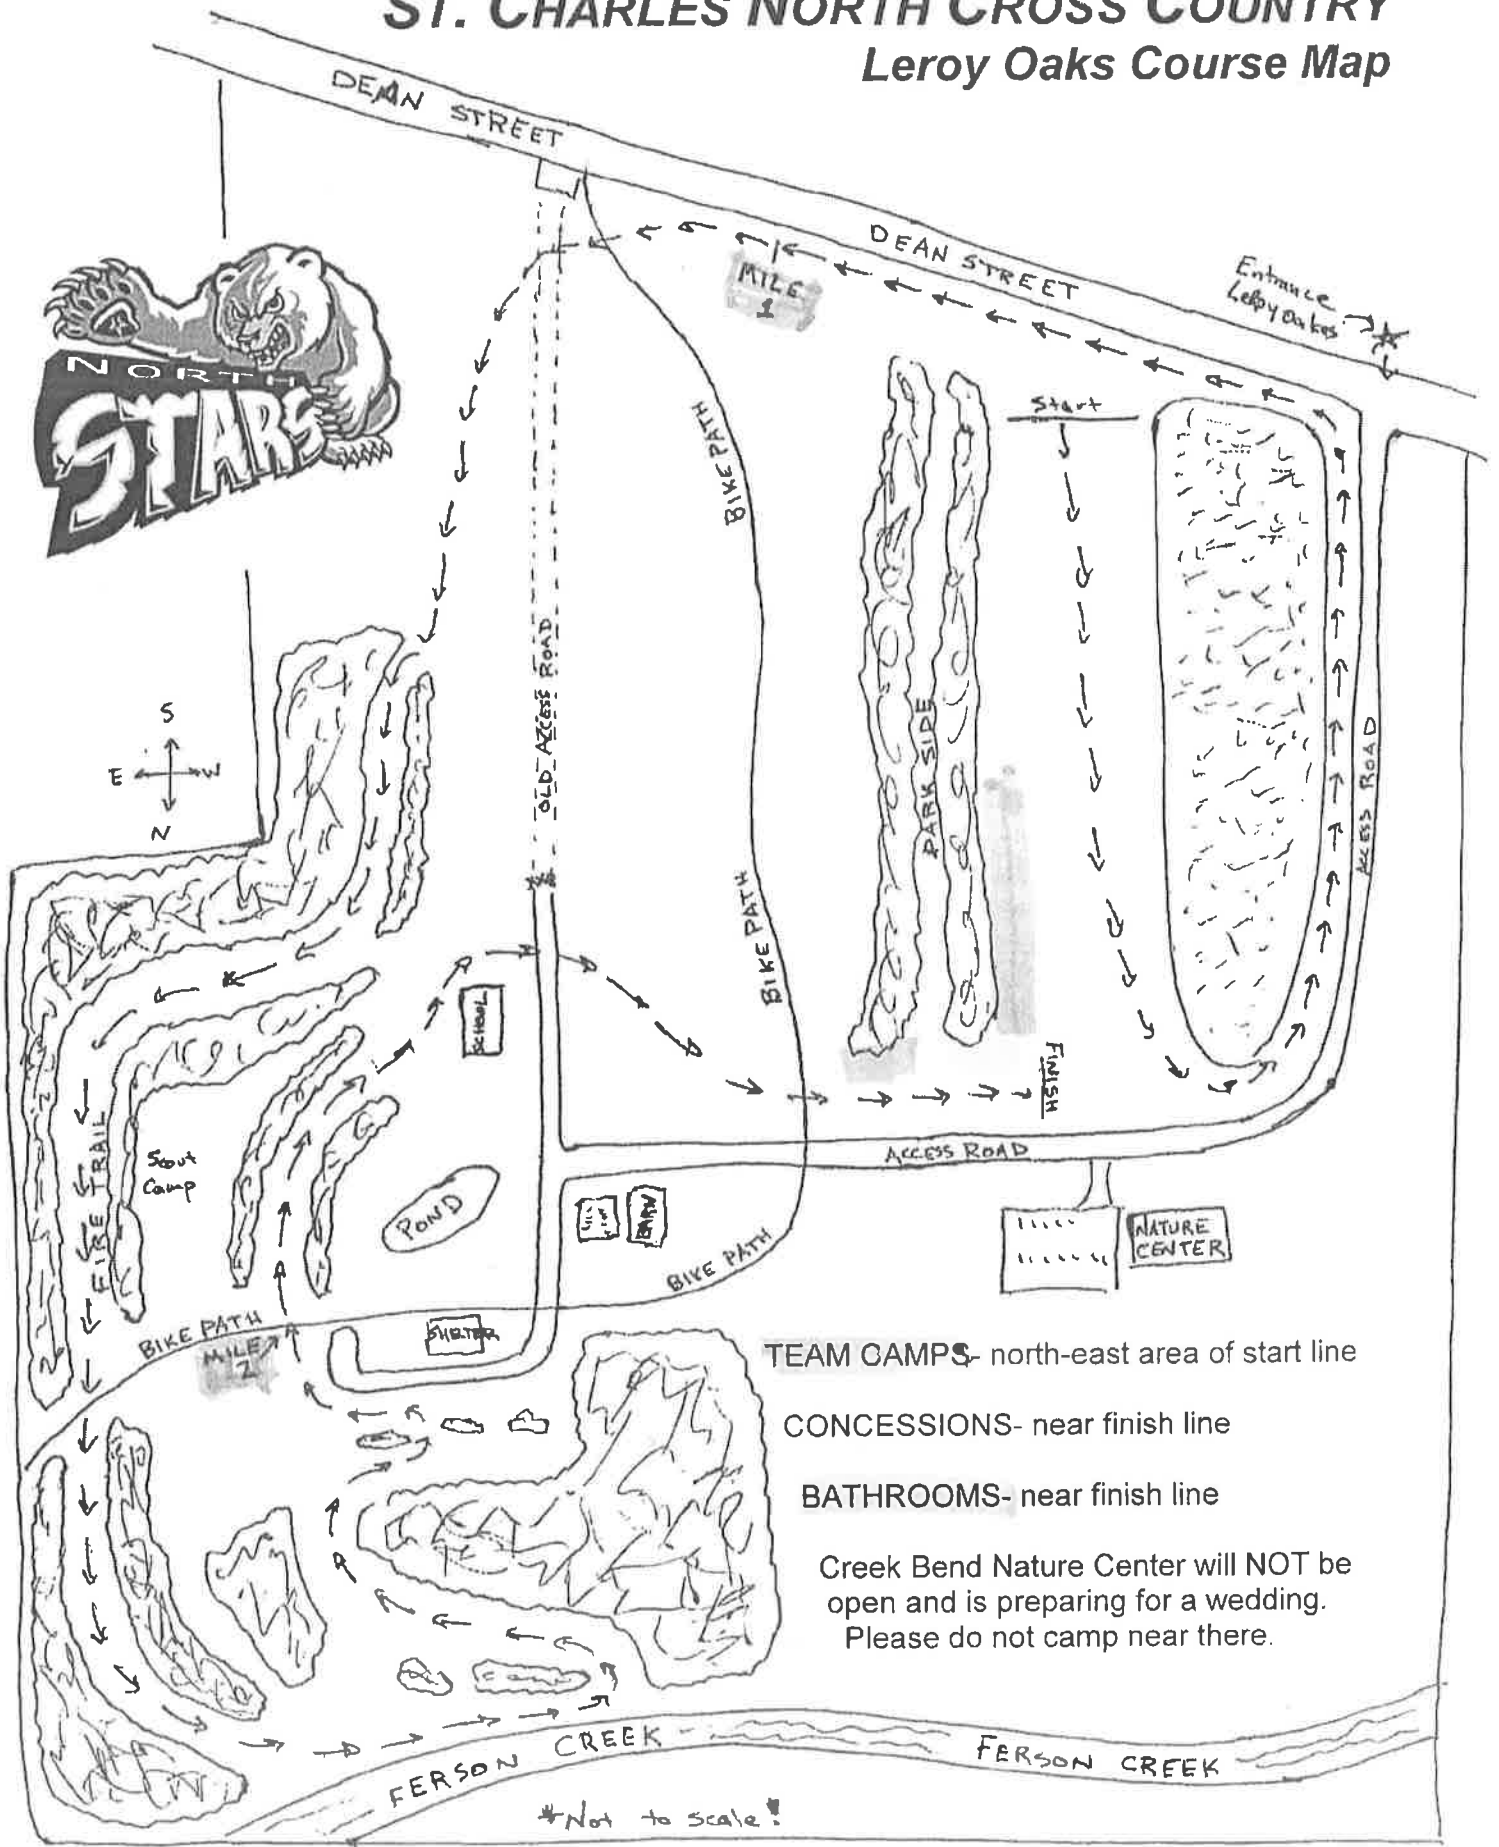 ST. CHARLES NORTH CROSS COUNTRY
Leroy Oaks Course Map
DEAN STREET
DEAN STREET
Entrance
Leroy Oakes
MILE
1
Start
NORTH
STARS
BIKE PATH
OLD ACCESS ROAD
PARK SIDE
ACCESS ROAD
S
E W
N
BIKE PATH
SCHOOL
FINISH
FIRE TRAIL
Scout
Camp
POND
BARN
ACCESS ROAD
NATURE
CENTER
BIKE PATH
BIKE PATH
MILE
2
SHELTER
TEAM CAMPS- north-east area of start line
CONCESSIONS- near finish line
BATHROOMS- near finish line
Creek Bend Nature Center will NOT be
open and is preparing for a wedding.
Please do not camp near there.
FERSON CREEK
FERSON CREEK
*Not to scale!